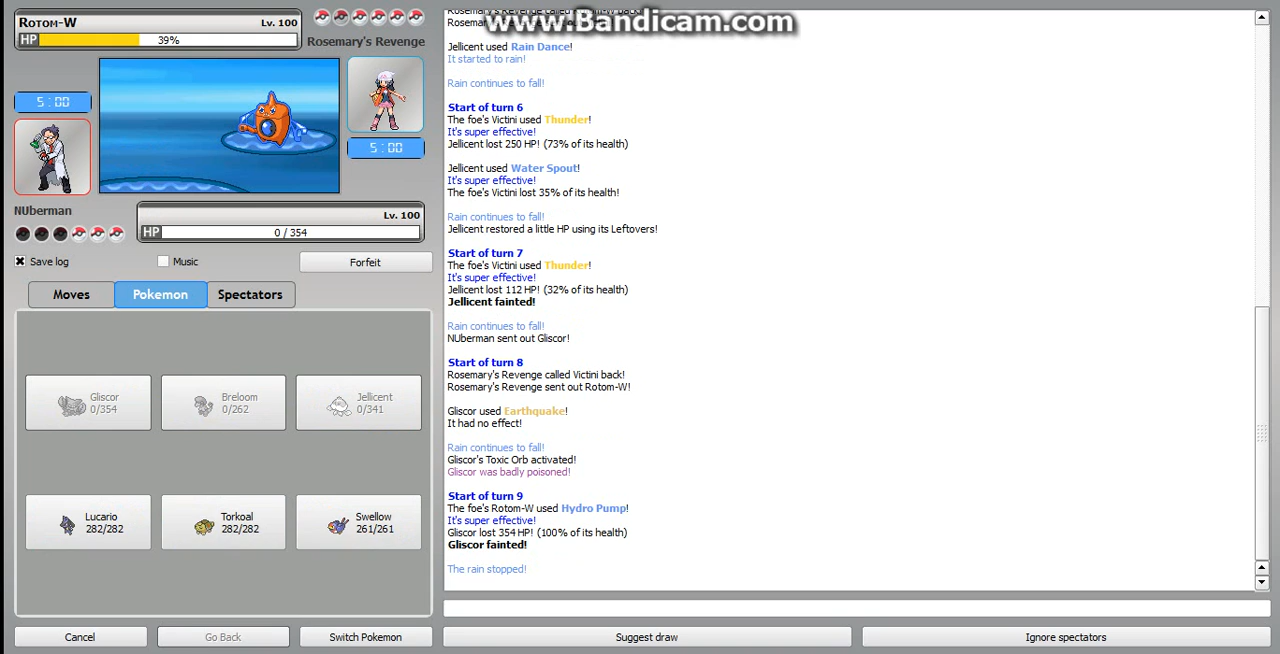 www.Bandicam.com
ROTOM-W Lv. 100
HP 39%
Rosemary's Revenge
5:00
5:00
NUberman
Lv. 100
HP 0 / 354
Save log
Music
Forfeit
Moves
Pokemon
Spectators
Gliscor
0/354
Breloom
0/262
Jellicent
0/341
Lucario
282/282
Torkoal
282/282
Swellow
261/261
Cancel
Go Back
Switch Pokemon
Jellicent used Rain Dance!
It started to rain!
Rain continues to fall!
Start of turn 6
The foe's Victini used Thunder!
It's super effective!
Jellicent lost 250 HP! (73% of its health)
Jellicent used Water Spout!
It's super effective!
The foe's Victini lost 35% of its health!
Rain continues to fall!
Jellicent restored a little HP using its Leftovers!
Start of turn 7
The foe's Victini used Thunder!
It's super effective!
Jellicent lost 112 HP! (32% of its health)
Jellicent fainted!
Rain continues to fall!
NUberman sent out Gliscor!
Start of turn 8
Rosemary's Revenge called Victini back!
Rosemary's Revenge sent out Rotom-W!
Gliscor used Earthquake!
It had no effect!
Rain continues to fall!
Gliscor's Toxic Orb activated!
Gliscor was badly poisoned!
Start of turn 9
The foe's Rotom-W used Hydro Pump!
It's super effective!
Gliscor lost 354 HP! (100% of its health)
Gliscor fainted!
The rain stopped!
Suggest draw
Ignore spectators